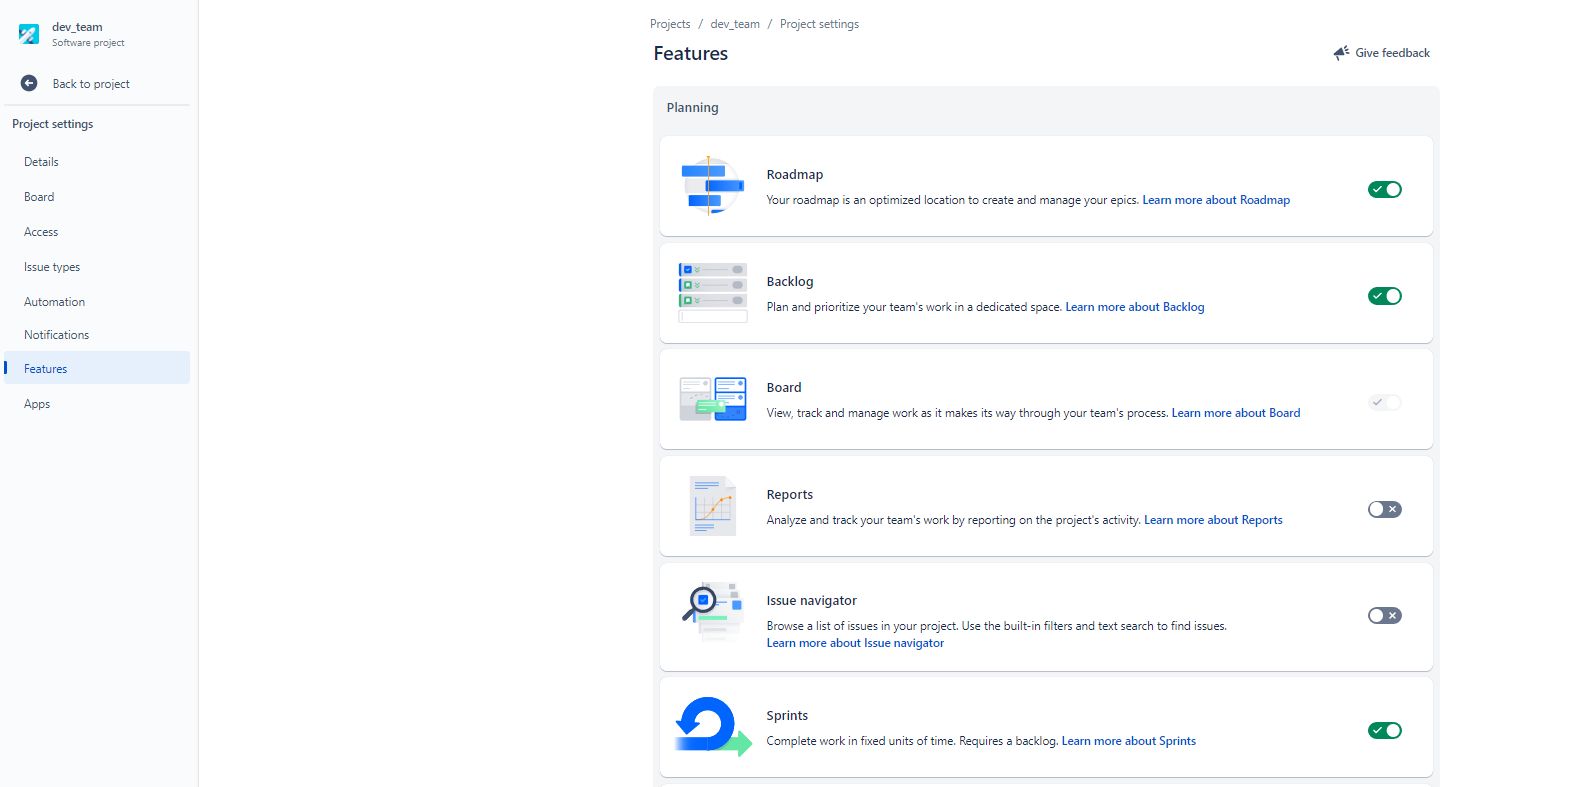 dev_team
Software project
Back to project
Project settings
Details
Board
Access
Issue types
Automation
Notifications
Features
Apps
Projects / dev_team / Project settings
Features
Give feedback
Planning
Roadmap
Your roadmap is an optimized location to create and manage your epics. Learn more about Roadmap
Backlog
Plan and prioritize your team's work in a dedicated space. Learn more about Backlog
Board
View, track and manage work as it makes its way through your team's process. Learn more about Board
Reports
Analyze and track your team's work by reporting on the project's activity. Learn more about Reports
Issue navigator
Browse a list of issues in your project. Use the built-in filters and text search to find issues.
Learn more about Issue navigator
Sprints
Complete work in fixed units of time. Requires a backlog. Learn more about Sprints